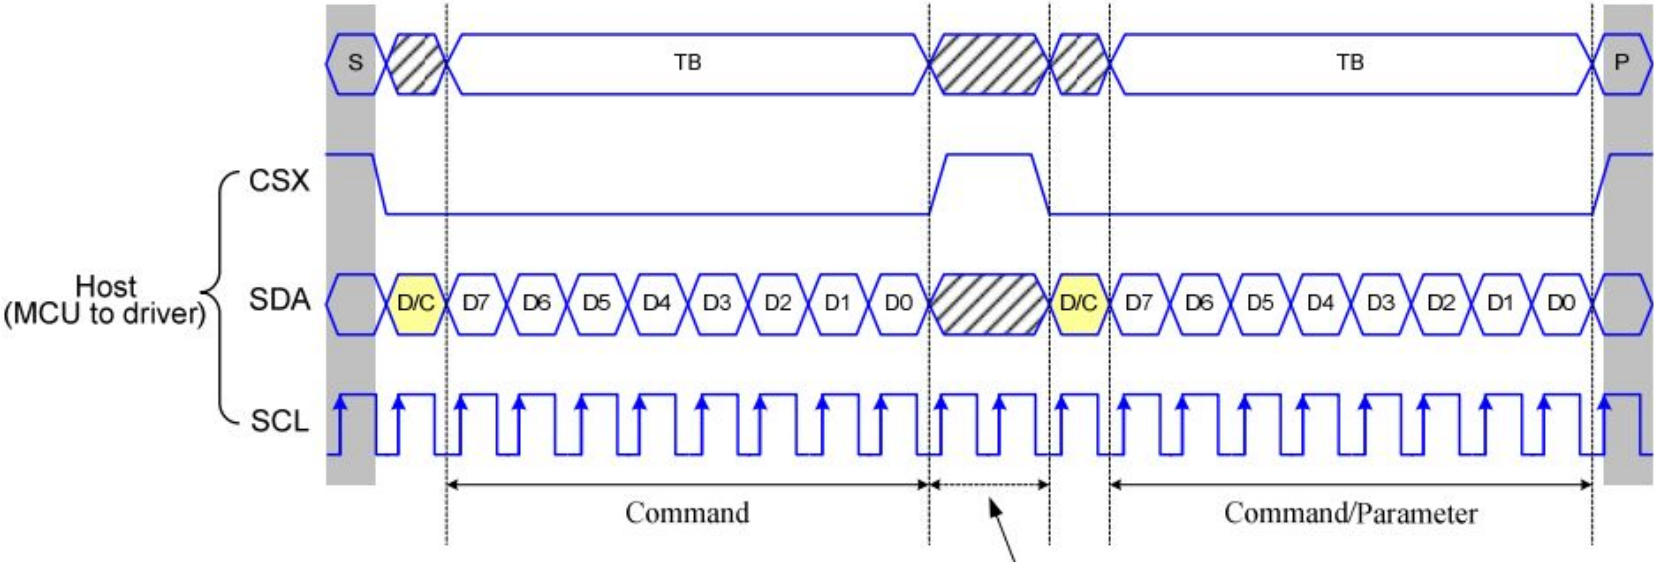 S TB TB P
CSX
Host
(MCU to driver)
SDA D/C D7 D6 D5 D4 D3 D2 D1 D0 D/C D7 D6 D5 D4 D3 D2 D1 D0
SCL
Command Command/Parameter